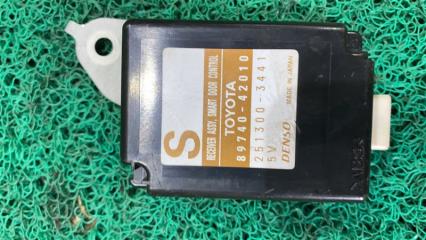 S
RECEIVER ASSY, SMART DOOR CONTROL
TOYOTA
89740-42010
251300-3441
5V
DENSO MADE IN JAPAN